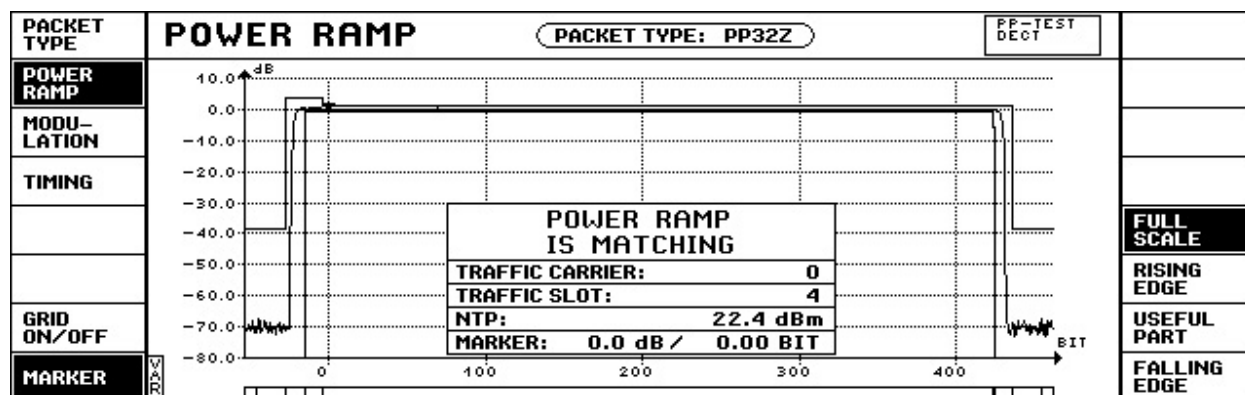 PACKET
TYPE
POWER RAMP
PACKET TYPE: PP32Z
PP-TEST
DECT
POWER
RAMP
MODU-
LATION
TIMING
GRID
ON/OFF
MARKER
dB
10.0
0.0
-10.0
-20.0
-30.0
-40.0
-50.0
-60.0
-70.0
-80.0
POWER RAMP
IS MATCHING
TRAFFIC CARRIER: 0
TRAFFIC SLOT: 4
NTP: 22.4 dBm
MARKER: 0.0 dB / 0.00 BIT
BIT
0 100 200 300 400
FULL
SCALE
RISING
EDGE
USEFUL
PART
FALLING
EDGE